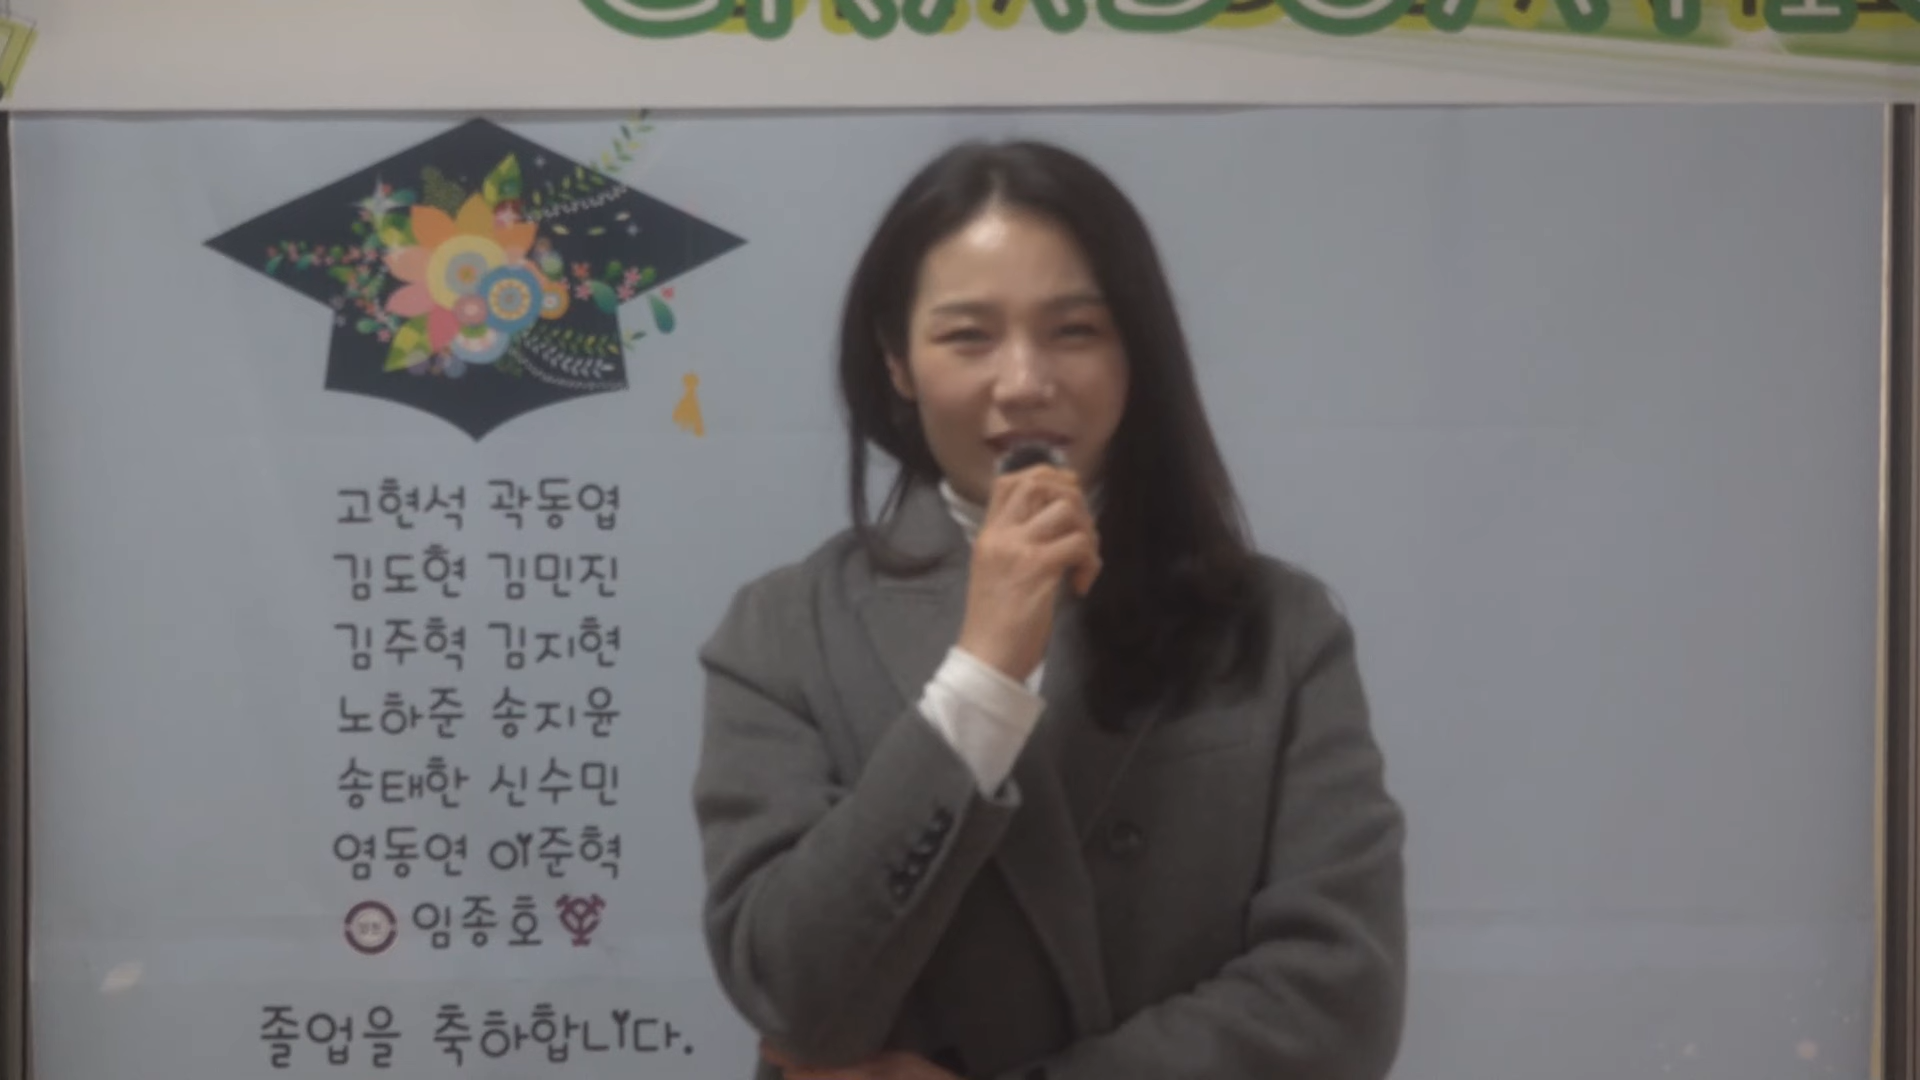 고현석 곽동엽
김도현 김민진
김주혁 김지현
노하준 송지윤
송태한 신수민
염동연 이준혁
임종호
졸업을 축하합니다.